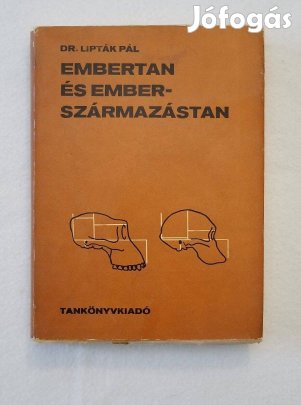 Jófogás
DR. LIPTÁK PÁL
EMBERTAN
ÉS EMBER-
SZÁRMAZÁSTAN
TANKÖNYVKIADÓ